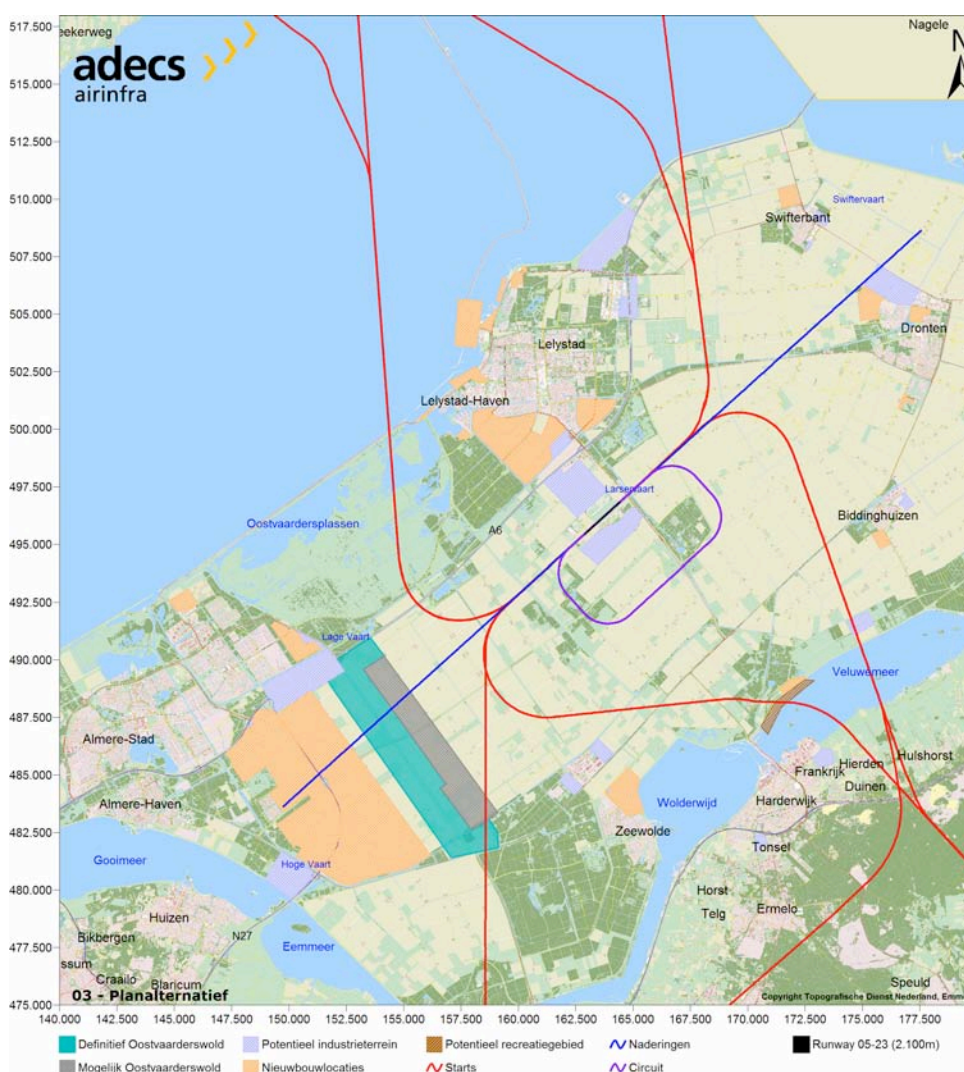 517.500
eekerweg
Nagele
adecs
airinfra
N
515.000
512.500
510.000
Swiftervaart
Swifterbant
507.500
505.000
Dronten
Lelystad
502.500
Lelystad-Haven
500.000
497.500
Larservaart
Biddinghuizen
Oostvaardersplassen
A6
495.000
492.500
Lage Vaart
490.000
Veluwemeer
487.500
Almere-Stad
Hulshorst
Hierden
Frankrijk
485.000
Duinen
Almere-Haven
Wolderwijd
Harderwijk
Zeewolde
482.500
Tonsel
Gooimeer
Hoge Vaart
480.000
Horst
Huizen
Telg
Ermelo
Bikbergen
N27
477.500
Eemmeer
ssum
Craailo
Blaricum
Speuld
475.000
03 - Planalternatief
Copyright Topografische Dienst Nederland, Emme
140.000 142.500 145.000 147.500 150.000 152.500 155.000 157.500 160.000 162.500 165.000 167.500 170.000 172.500 175.000 177.500
Definitief Oostvaarderswold Potentieel industrieterrein Potentieel recreatiegebied Naderingen Runway 05-23 (2.100m)
Mogelijk Oostvaarderswold Nieuwbouwlocaties Starts Circuit